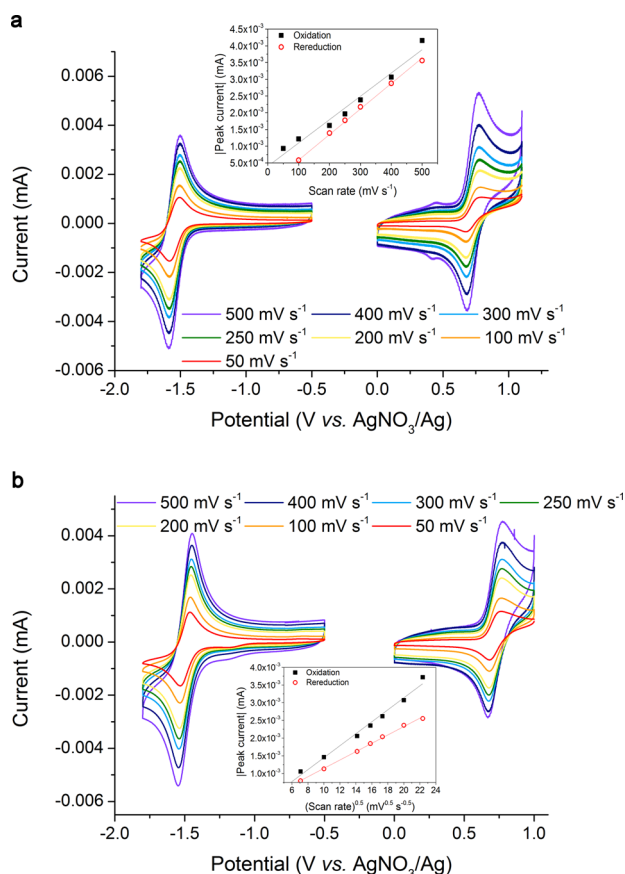 a
4.5x10⁻³
4.0x10⁻³
3.5x10⁻³
3.0x10⁻³
2.5x10⁻³
2.0x10⁻³
1.5x10⁻³
1.0x10⁻³
5.0x10⁻⁴
|Peak current| (mA)
Oxidation
Rereduction
0 100 200 300 400 500
Scan rate (mV s⁻¹)
0.006
0.004
0.002
0.000
-0.002
-0.004
-0.006
Current (mA)
500 mV s⁻¹ 400 mV s⁻¹ 300 mV s⁻¹
250 mV s⁻¹ 200 mV s⁻¹ 100 mV s⁻¹
50 mV s⁻¹
-2.0 -1.5 -1.0 -0.5 0.0 0.5 1.0
Potential (V vs. AgNO₃/Ag)
b
500 mV s⁻¹ 400 mV s⁻¹ 300 mV s⁻¹ 250 mV s⁻¹
200 mV s⁻¹ 100 mV s⁻¹ 50 mV s⁻¹
0.004
0.002
0.000
-0.002
-0.004
-0.006
Current (mA)
4.0x10⁻³
3.5x10⁻³
3.0x10⁻³
2.5x10⁻³
2.0x10⁻³
1.5x10⁻³
1.0x10⁻³
|Peak current| (mA)
Oxidation
Rereduction
6 8 10 12 14 16 18 20 22 24
(Scan rate)⁰·⁵ (mV⁰·⁵ s⁻⁰·⁵)
-2.0 -1.5 -1.0 -0.5 0.0 0.5 1.0
Potential (V vs. AgNO₃/Ag)